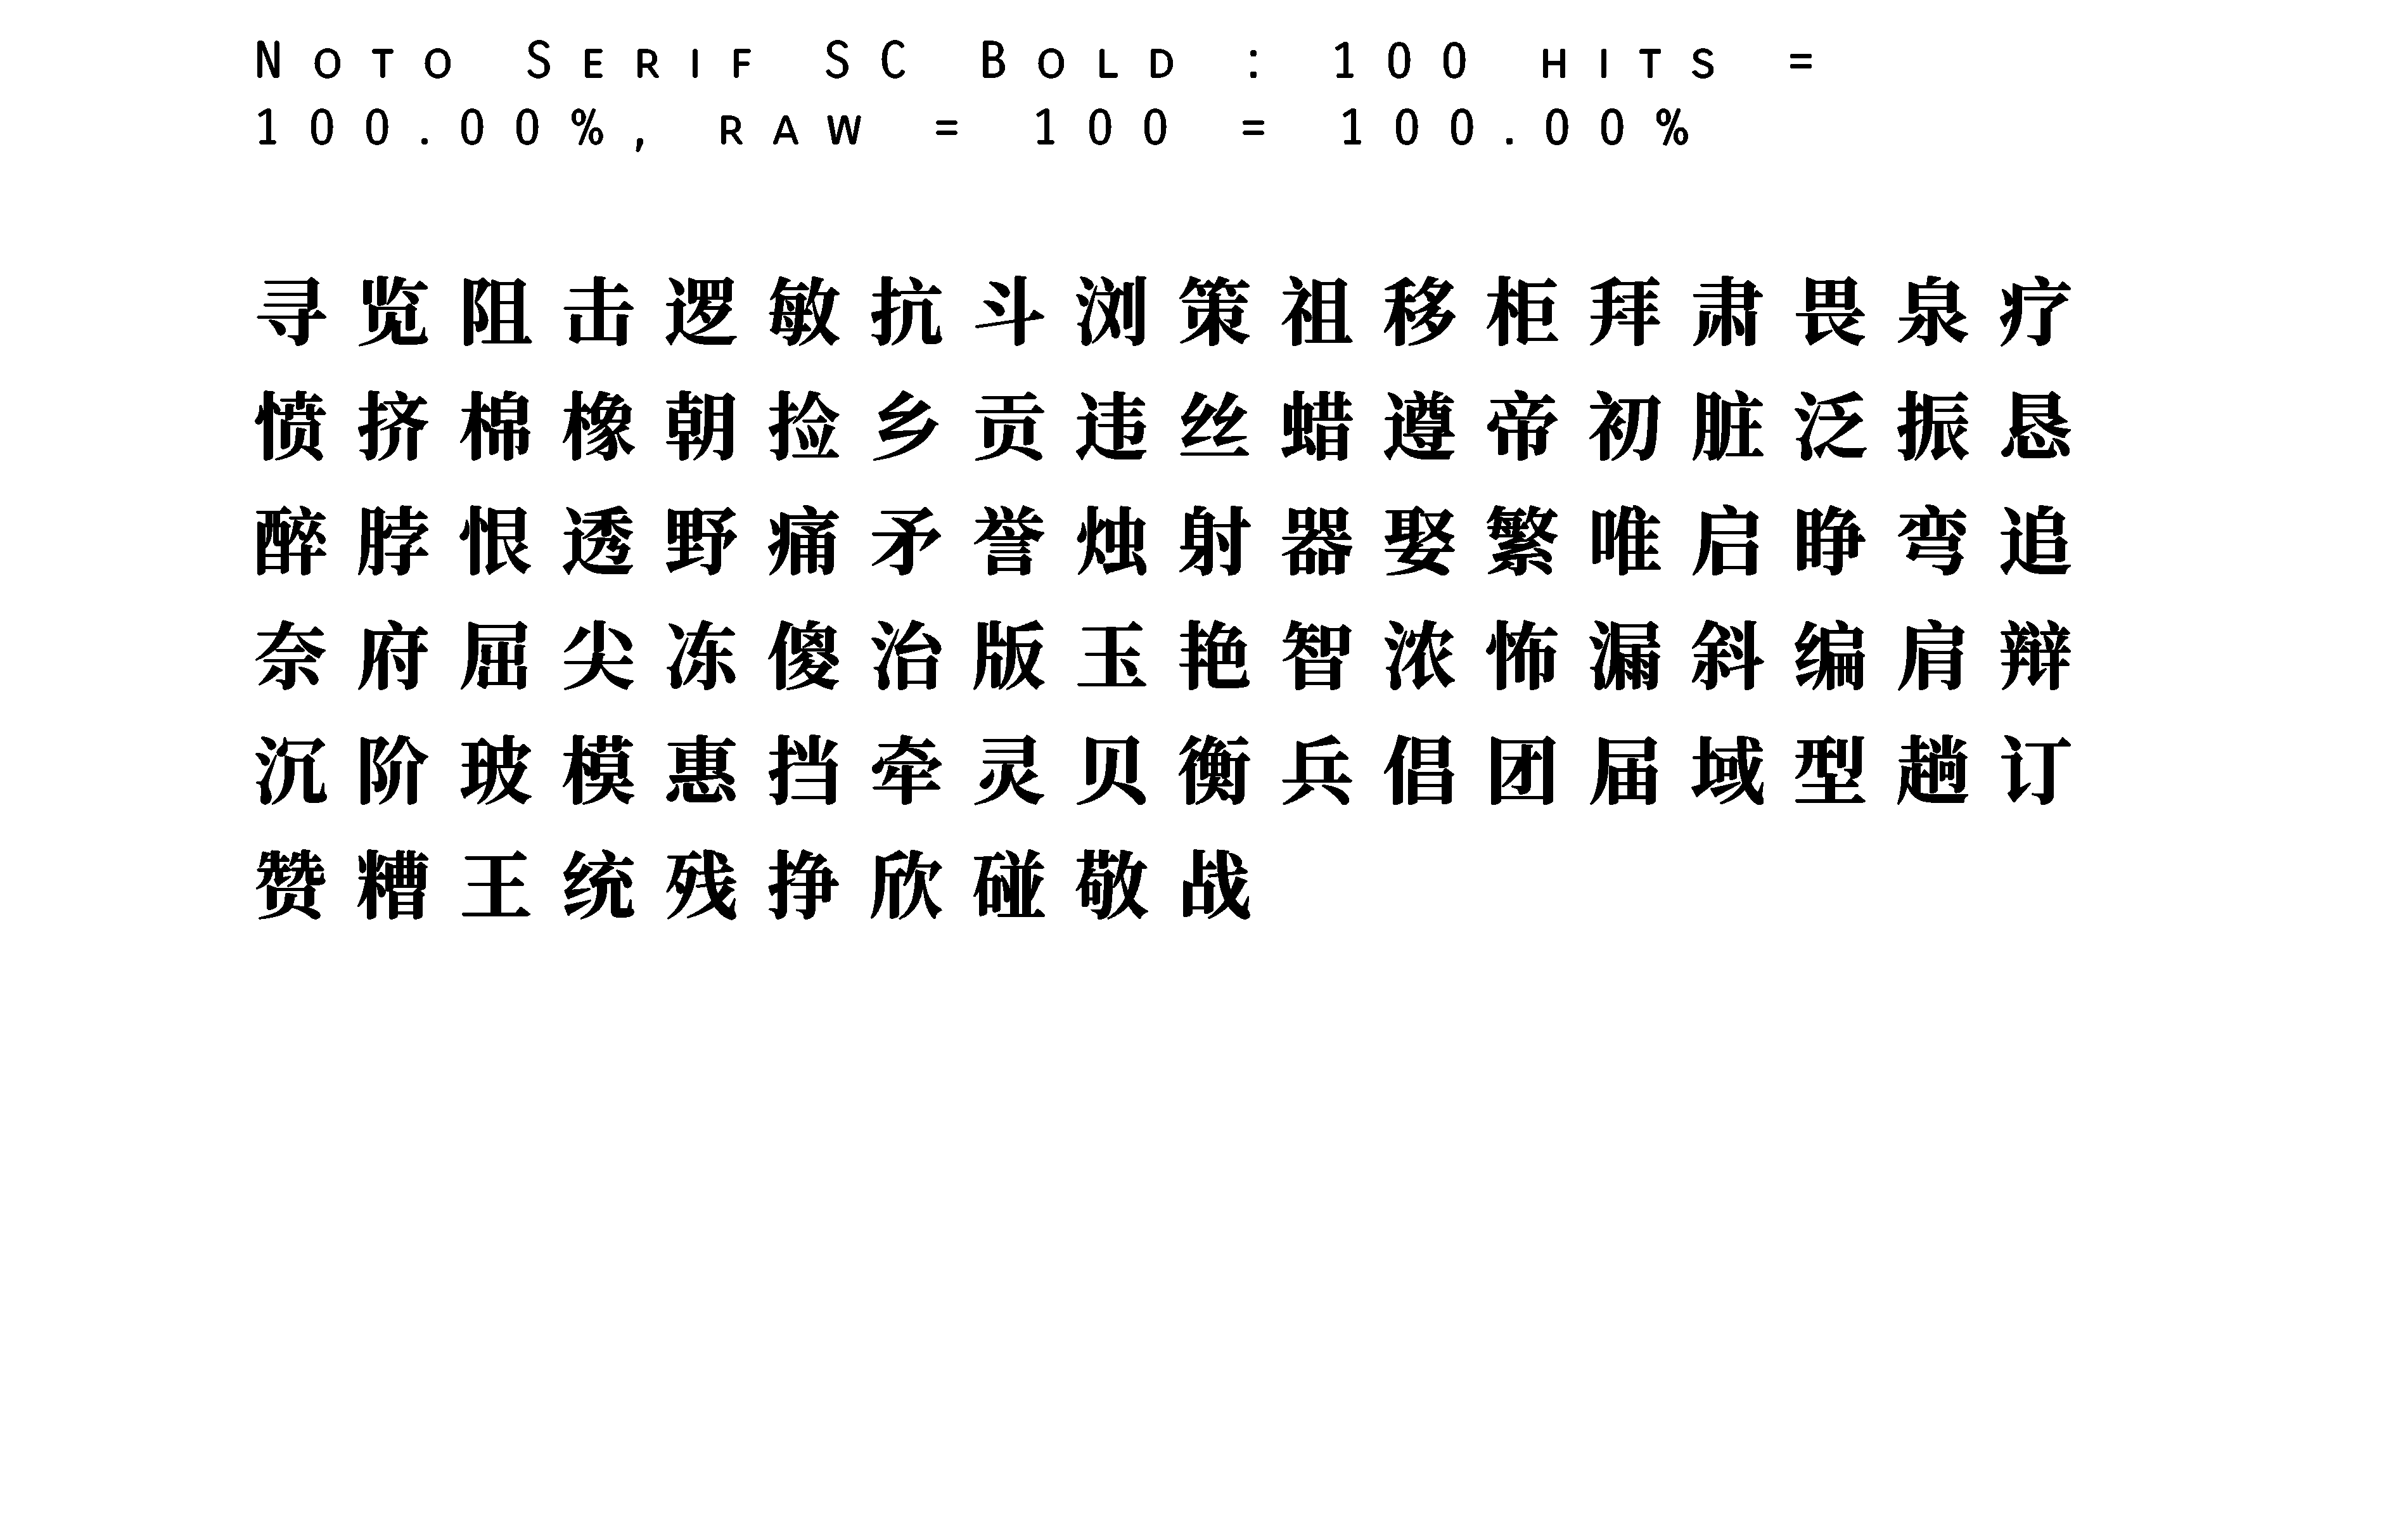 Noto Serif SC Bold : 100 hits =
100.00%, raw = 100 = 100.00%
寻览阻击逻敏抗斗浏策祖移柜拜肃畏泉疗
愤挤棉橡朝捡乡贡违丝蜡遵帝初脏泛振恳
醉脖恨透野痛矛誉烛射器娶繁唯启睁弯追
奈府屈尖冻傻治版玉艳智浓怖漏斜编肩辩
沉阶玻模惠挡牵灵贝衡兵倡团届域型趟订
赞糟王统残挣欣碰敬战